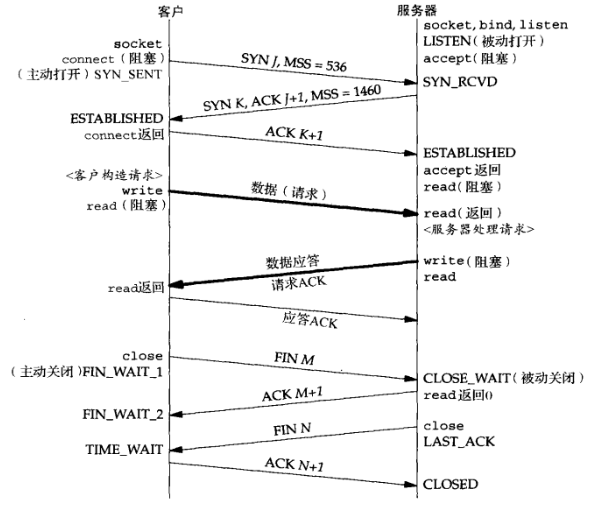 客户
服务器
socket, bind, listen
LISTEN(被动打开)
accept(阻塞)
socket
connect(阻塞)
(主动打开) SYN_SENT
SYN J, MSS = 536
SYN_RCVD
SYN K, ACK J+1, MSS = 1460
ESTABLISHED
connect返回
ACK K+1
ESTABLISHED
accept返回
read(阻塞)
<客户构造请求>
write
read(阻塞)
数据(请求)
read(返回)
<服务器处理请求>
数据应答
请求ACK
write(阻塞)
read
read返回
应答ACK
close
(主动关闭)FIN_WAIT_1
FIN M
CLOSE_WAIT(被动关闭)
read返回0
ACK M+1
FIN_WAIT_2
FIN N
close
LAST_ACK
TIME_WAIT
ACK N+1
CLOSED